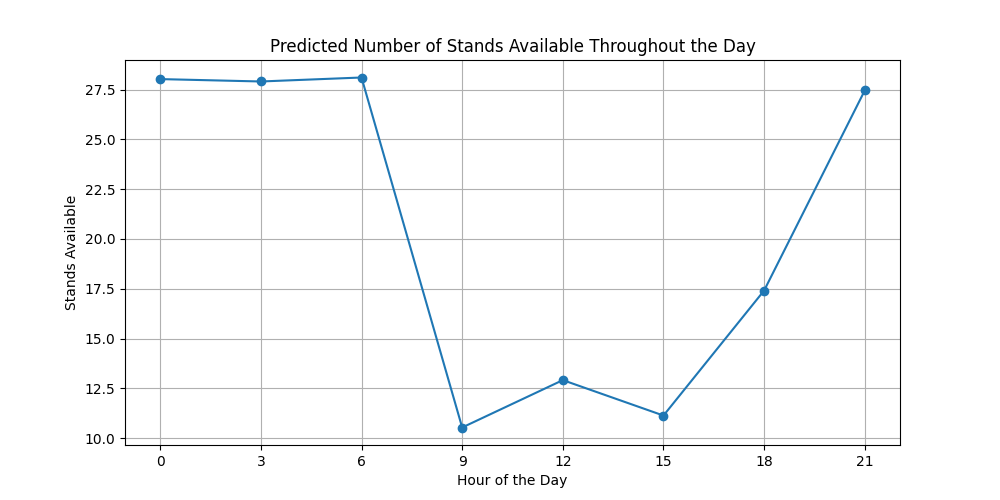 Predicted Number of Stands Available Throughout the Day
27.5
25.0
22.5
20.0
17.5
15.0
12.5
10.0
Stands Available
0 3 6 9 12 15 18 21
Hour of the Day